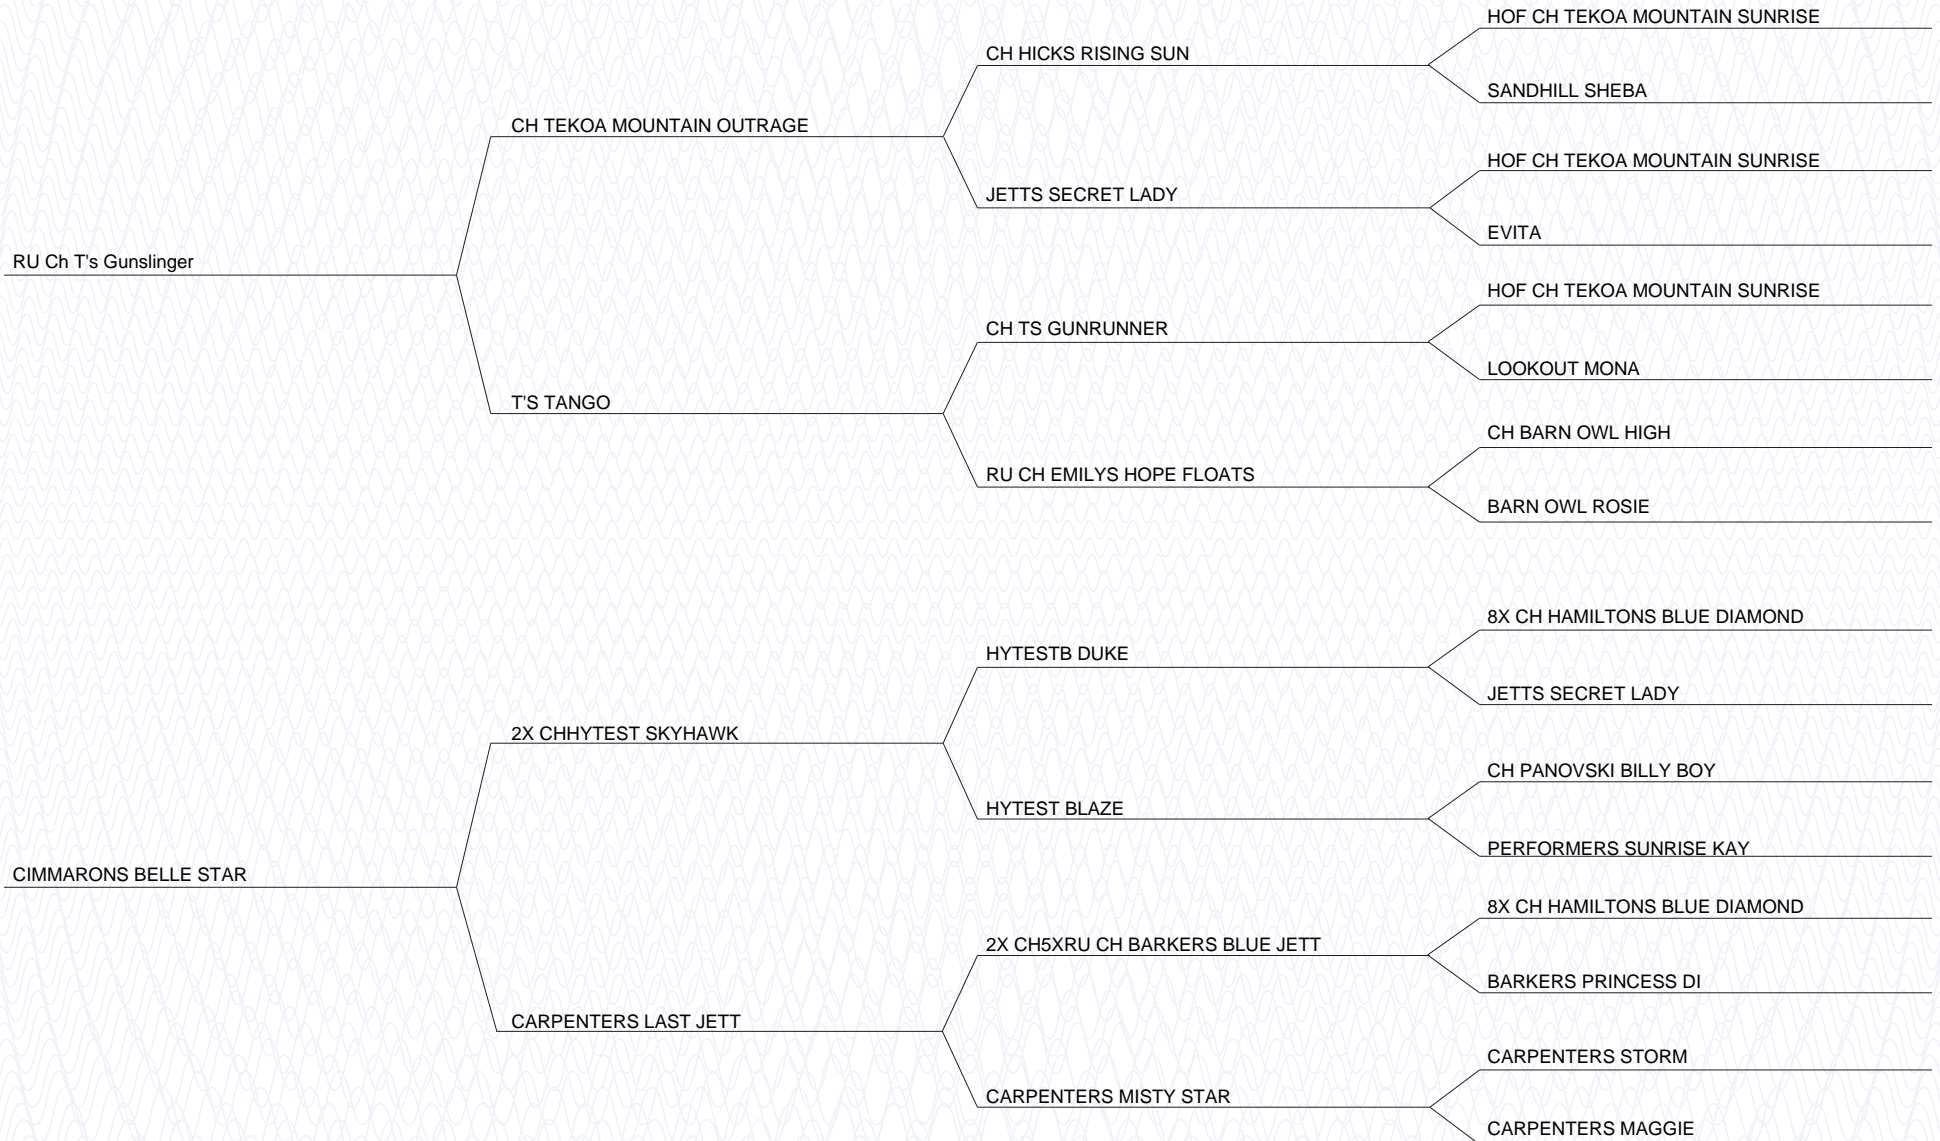 HOF CH TEKOA MOUNTAIN SUNRISE
CH HICKS RISING SUN
SANDHILL SHEBA
CH TEKOA MOUNTAIN OUTRAGE
HOF CH TEKOA MOUNTAIN SUNRISE
JETTS SECRET LADY
EVITA
RU Ch T's Gunslinger
HOF CH TEKOA MOUNTAIN SUNRISE
CH TS GUNRUNNER
LOOKOUT MONA
T'S TANGO
CH BARN OWL HIGH
RU CH EMILYS HOPE FLOATS
BARN OWL ROSIE
8X CH HAMILTONS BLUE DIAMOND
HYTESTB DUKE
JETTS SECRET LADY
2X CHHYTEST SKYHAWK
CH PANOVSKI BILLY BOY
HYTEST BLAZE
PERFORMERS SUNRISE KAY
CIMMARONS BELLE STAR
8X CH HAMILTONS BLUE DIAMOND
2X CH5XRU CH BARKERS BLUE JETT
BARKERS PRINCESS DI
CARPENTERS LAST JETT
CARPENTERS STORM
CARPENTERS MISTY STAR
CARPENTERS MAGGIE